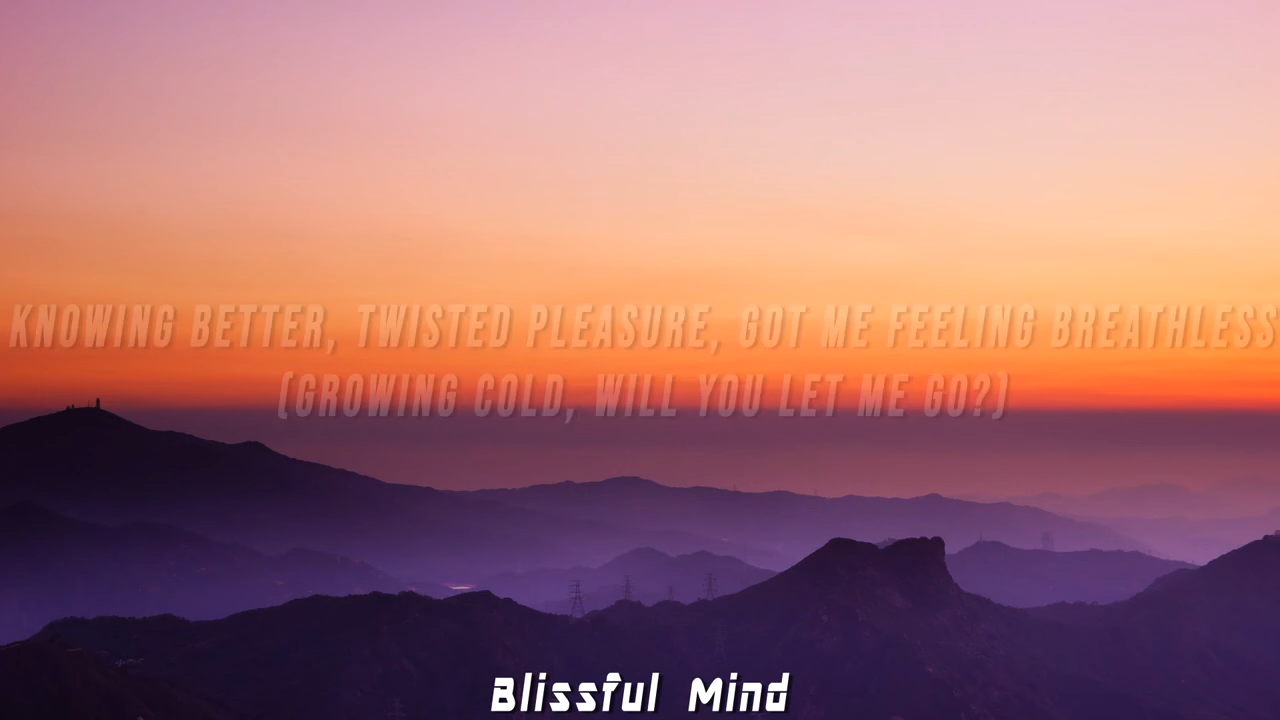 KNOWING BETTER, TWISTED PLEASURE, GOT ME FEELING BREATHLESS
(GROWING COLD, WILL YOU LET ME GO?)
Blissful Mind